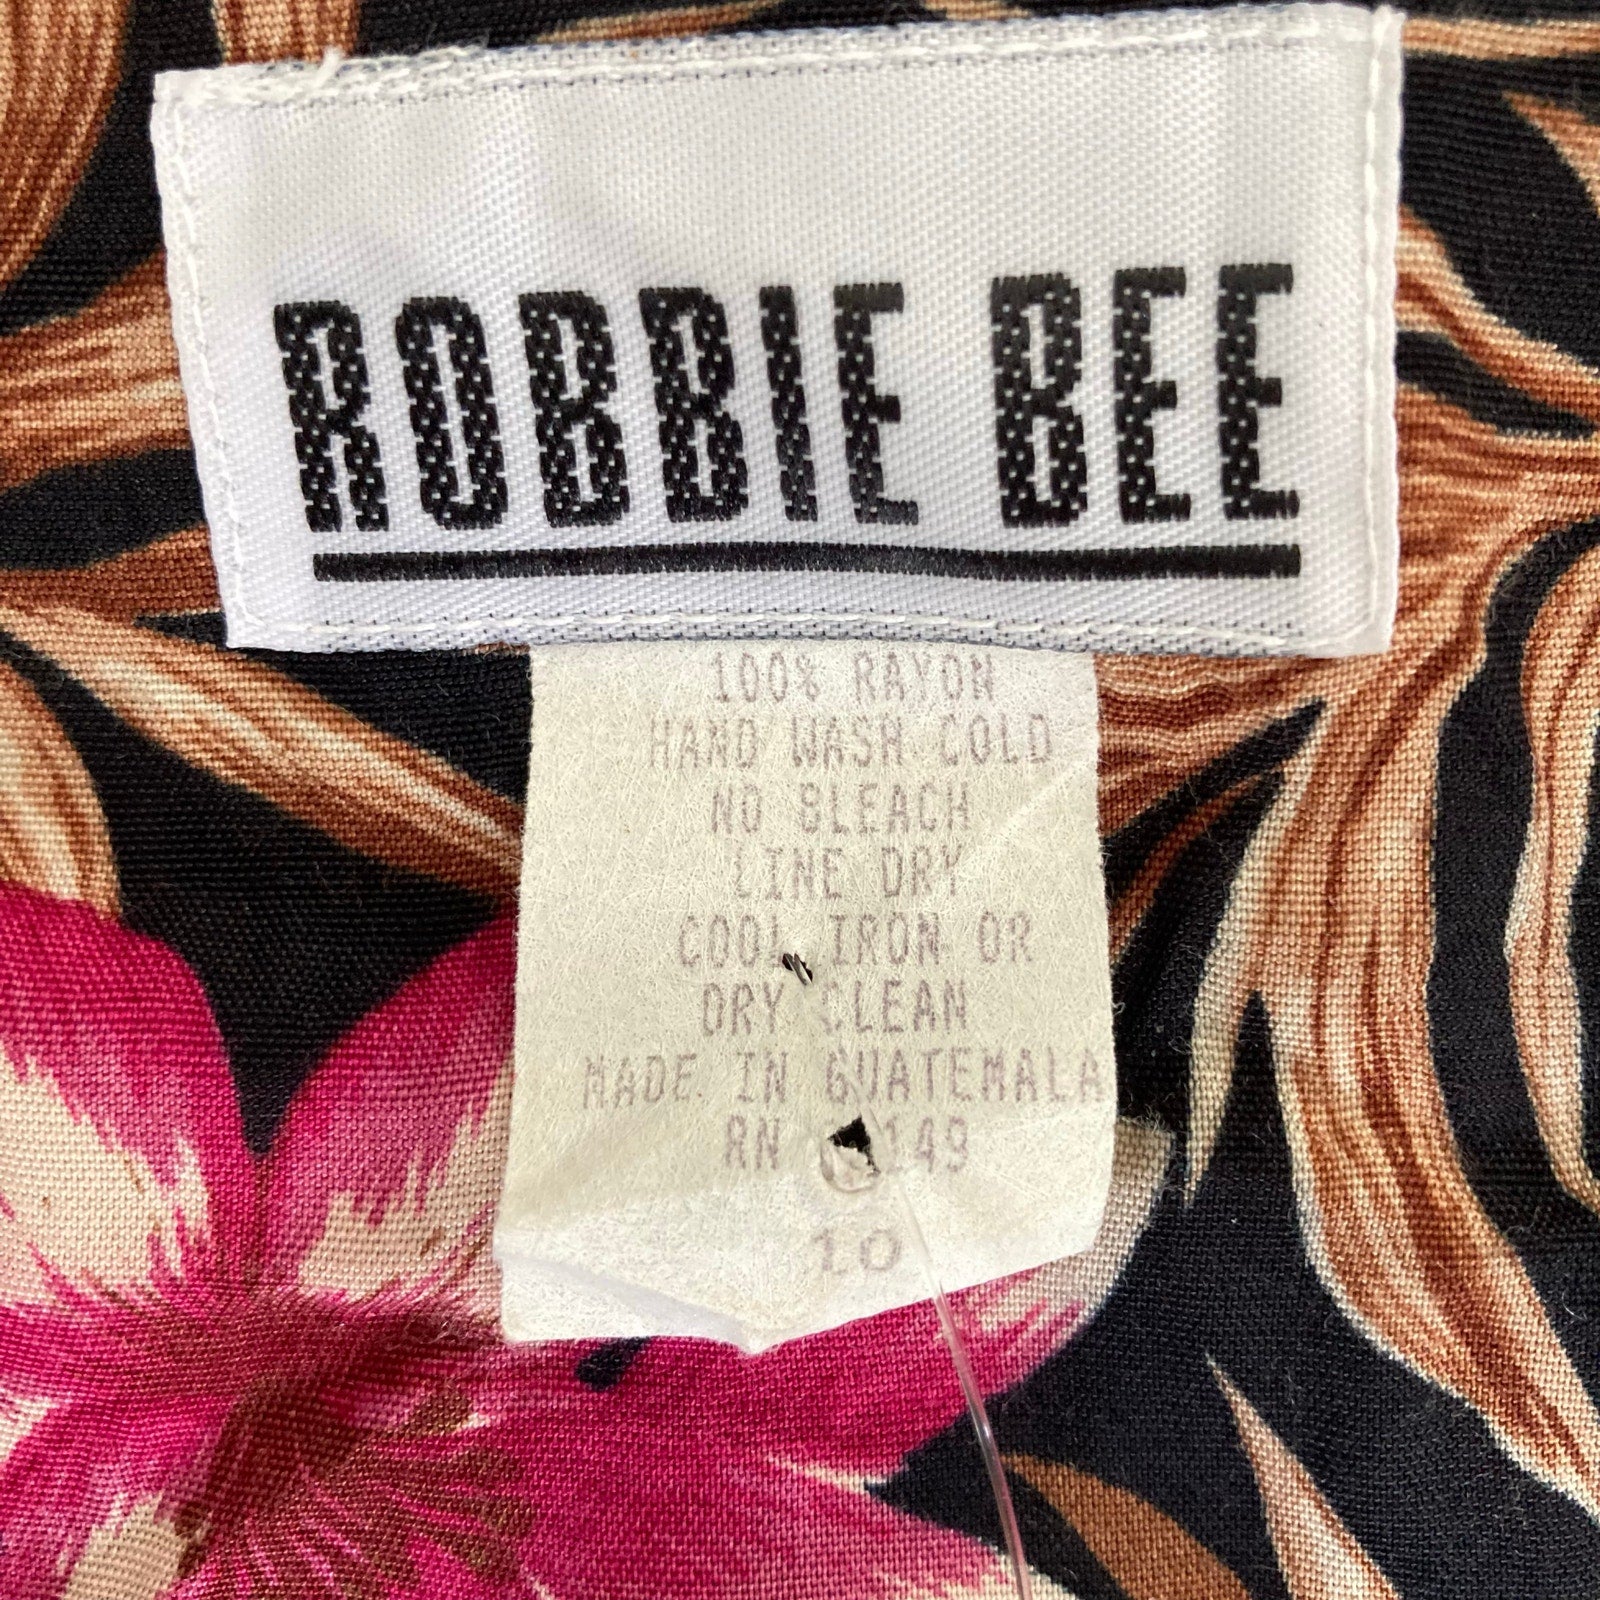 ROBBIE BEE
100% RAYON
HAND WASH COLD
NO BLEACH
LINE DRY
COOL IRON OR
DRY CLEAN
MADE IN GUATEMALA
RN
10